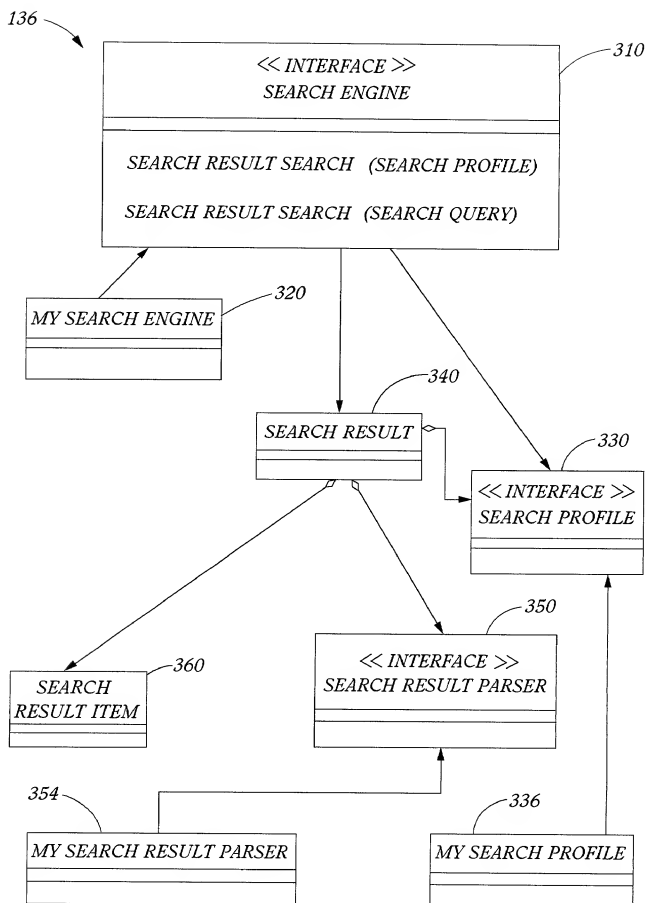 136
310
<< INTERFACE >>
SEARCH ENGINE
SEARCH RESULT SEARCH (SEARCH PROFILE)
SEARCH RESULT SEARCH (SEARCH QUERY)
320
MY SEARCH ENGINE
340
SEARCH RESULT
330
<< INTERFACE >>
SEARCH PROFILE
350
<< INTERFACE >>
SEARCH RESULT PARSER
360
SEARCH
RESULT ITEM
354
MY SEARCH RESULT PARSER
336
MY SEARCH PROFILE